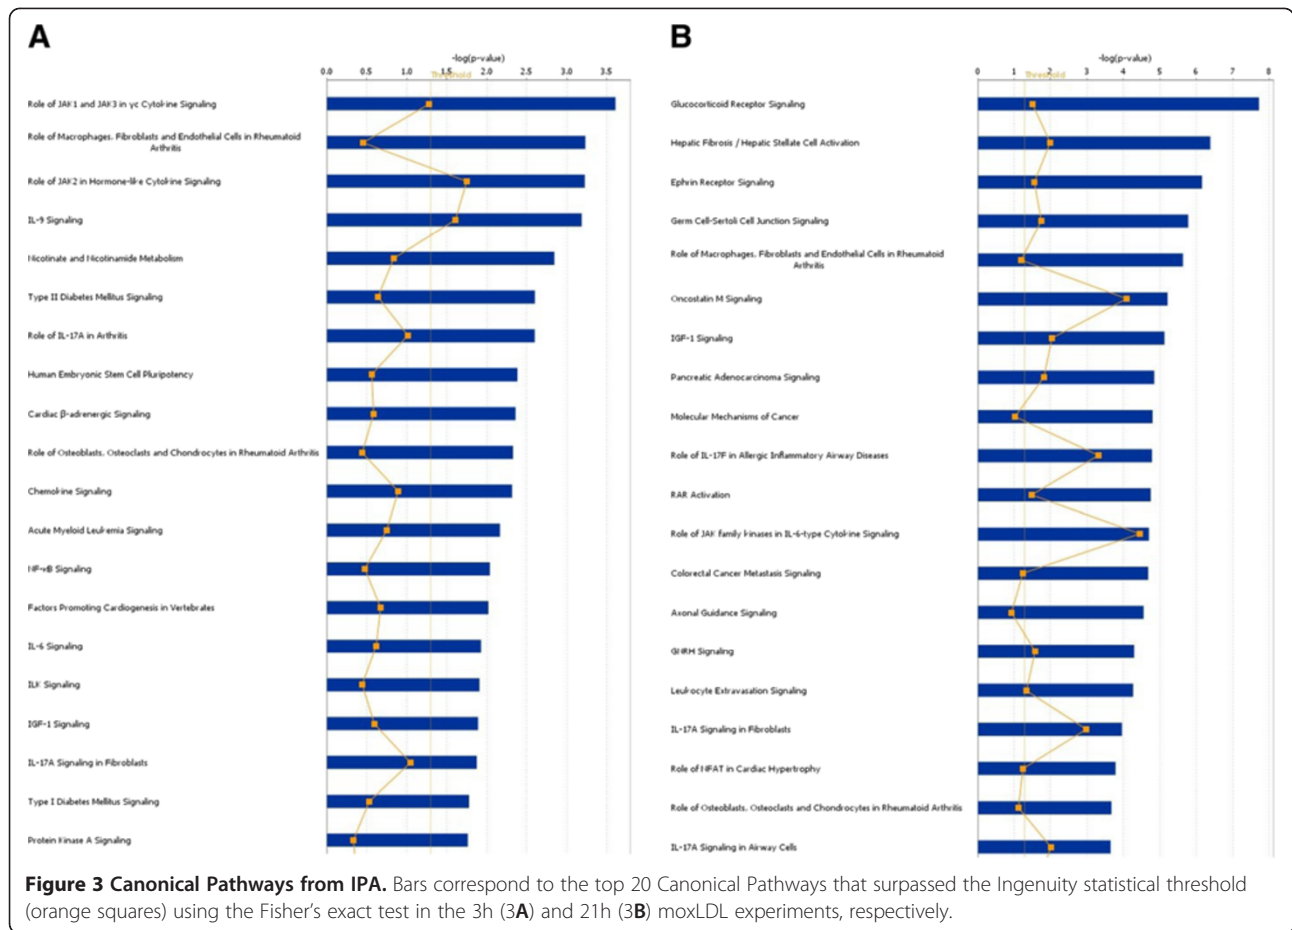 A
-log(p-value)
0.0 0.5 1.0 1.5 2.0 2.5 3.0 3.5
Threshold
Role of JAK1 and JAK3 in γc Cytokine Signaling
Role of Macrophages, Fibroblasts and Endothelial Cells in Rheumatoid
Arthritis
Role of JAK2 in Hormone-like Cytokine Signaling
IL-9 Signaling
Nicotinate and Nicotinamide Metabolism
Type II Diabetes Mellitus Signaling
Role of IL-17A in Arthritis
Human Embryonic Stem Cell Pluripotency
Cardiac β-adrenergic Signaling
Role of Osteoblasts, Osteoclasts and Chondrocytes in Rheumatoid Arthritis
Chemokine Signaling
Acute Myeloid Leukemia Signaling
NF-κB Signaling
Factors Promoting Cardiogenesis in Vertebrates
IL-6 Signaling
ILK Signaling
IGF-1 Signaling
IL-17A Signaling in Fibroblasts
Type I Diabetes Mellitus Signaling
Protein Kinase A Signaling
B
-log(p-value)
0 1 2 3 4 5 6 7 8
Threshold
Glucocorticoid Receptor Signaling
Hepatic Fibrosis / Hepatic Stellate Cell Activation
Ephrin Receptor Signaling
Germ Cell-Sertoli Cell Junction Signaling
Role of Macrophages, Fibroblasts and Endothelial Cells in Rheumatoid
Arthritis
Oncostatin M Signaling
IGF-1 Signaling
Pancreatic Adenocarcinoma Signaling
Molecular Mechanisms of Cancer
Role of IL-17F in Allergic Inflammatory Airway Diseases
RAR Activation
Role of JAK family kinases in IL-6-type Cytokine Signaling
Colorectal Cancer Metastasis Signaling
Axonal Guidance Signaling
GNRH Signaling
Leukocyte Extravasation Signaling
IL-17A Signaling in Fibroblasts
Role of NFAT in Cardiac Hypertrophy
Role of Osteoblasts, Osteoclasts and Chondrocytes in Rheumatoid Arthritis
IL-17A Signaling in Airway Cells
Figure 3 Canonical Pathways from IPA. Bars correspond to the top 20 Canonical Pathways that surpassed the Ingenuity statistical threshold
(orange squares) using the Fisher's exact test in the 3h (3A) and 21h (3B) moxLDL experiments, respectively.